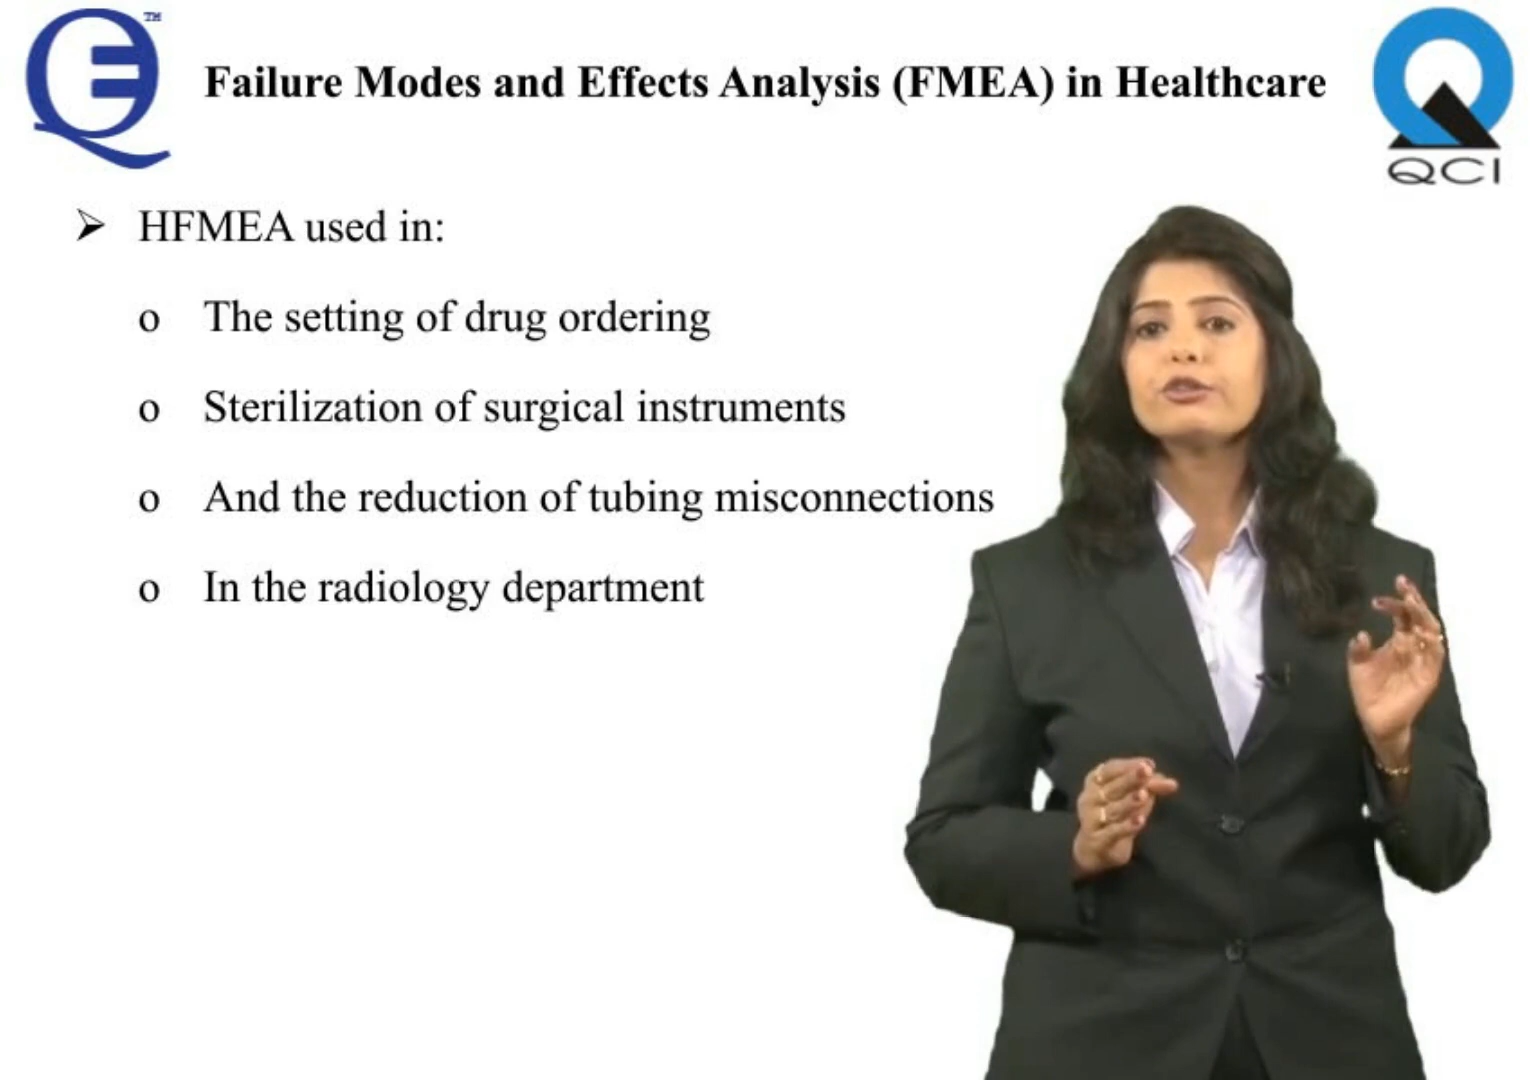 TM
Failure Modes and Effects Analysis (FMEA) in Healthcare
QCI
➢ HFMEA used in:
o The setting of drug ordering
o Sterilization of surgical instruments
o And the reduction of tubing misconnections
o In the radiology department